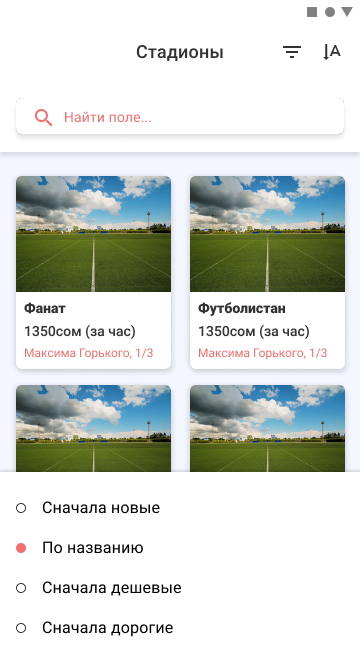 Стадионы
Найти поле...
Фанат
1350сом (за час)
Максима Горького, 1/3
Футболистан
1350сом (за час)
Максима Горького, 1/3
Сначала новые
По названию
Сначала дешевые
Сначала дорогие